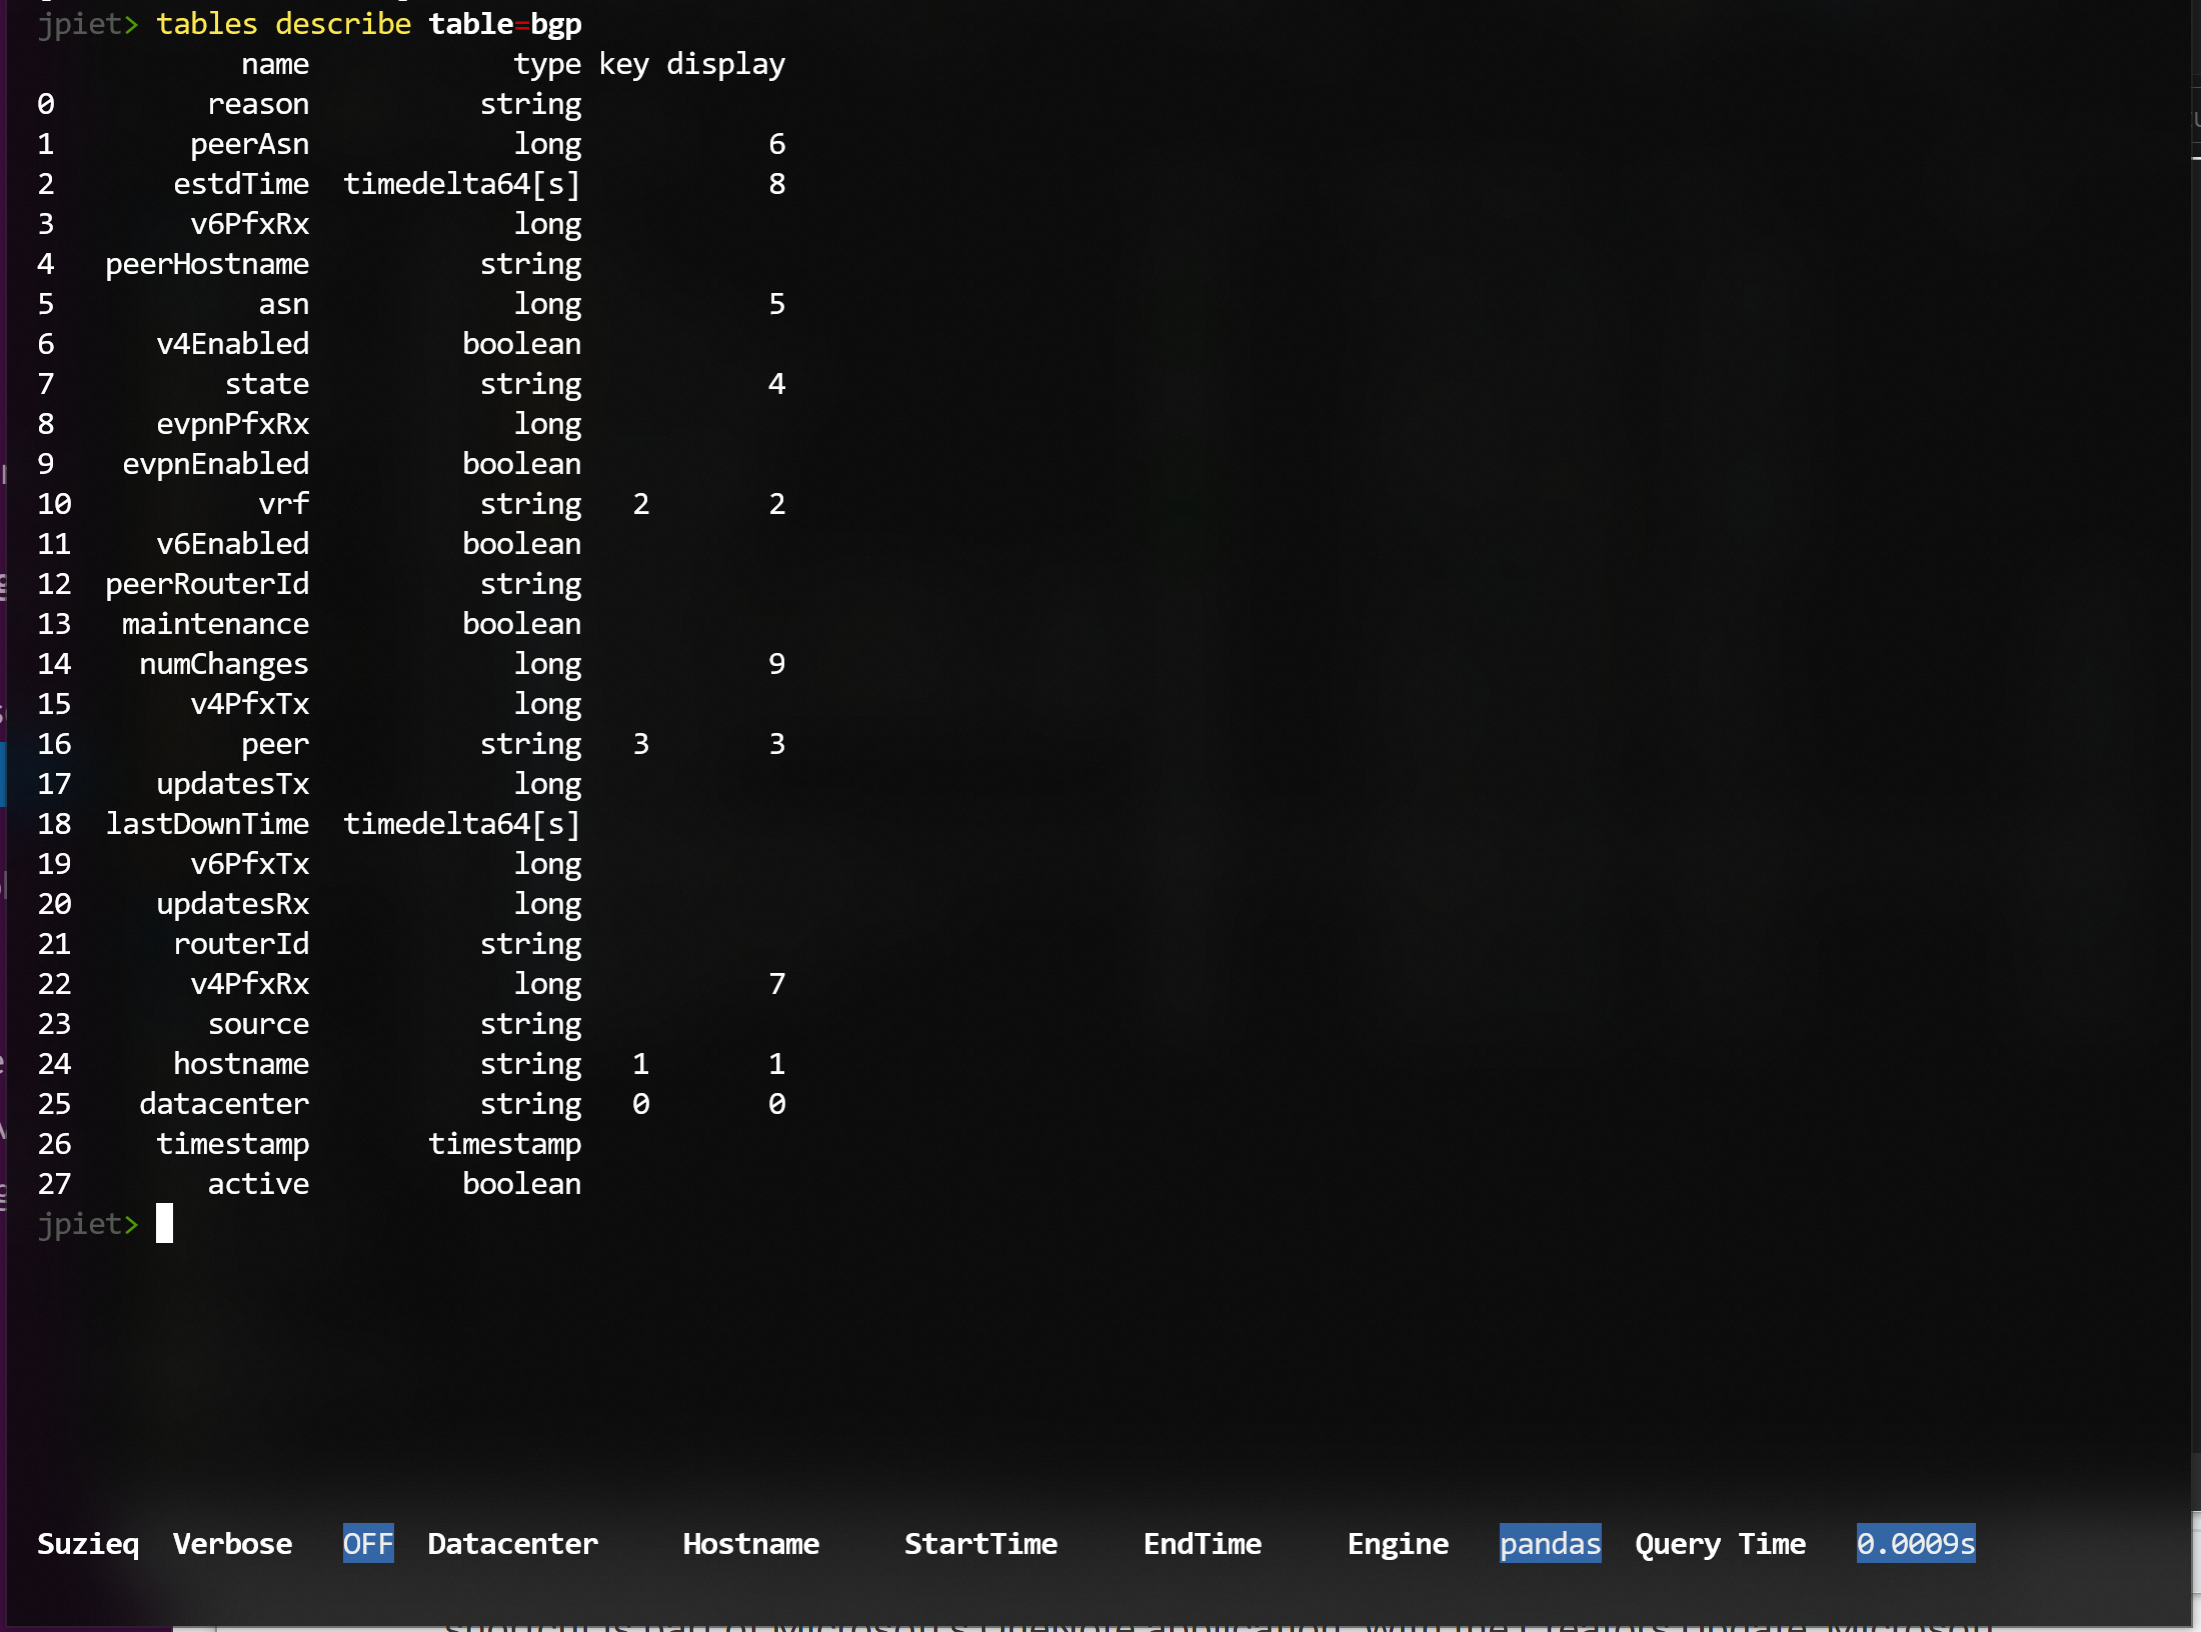 jpiet> tables describe table=bgp
name type key display
0 reason string
1 peerAsn long 6
2 estdTime timedelta64[s] 8
3 v6PfxRx long
4 peerHostname string
5 asn long 5
6 v4Enabled boolean
7 state string 4
8 evpnPfxRx long
9 evpnEnabled boolean
10 vrf string 2 2
11 v6Enabled boolean
12 peerRouterId string
13 maintenance boolean
14 numChanges long 9
15 v4PfxTx long
16 peer string 3 3
17 updatesTx long
18 lastDownTime timedelta64[s]
19 v6PfxTx long
20 updatesRx long
21 routerId string
22 v4PfxRx long 7
23 source string
24 hostname string 1 1
25 datacenter string 0 0
26 timestamp timestamp
27 active boolean
jpiet>
Suzieq Verbose OFF Datacenter Hostname StartTime EndTime Engine pandas Query Time 0.0009s